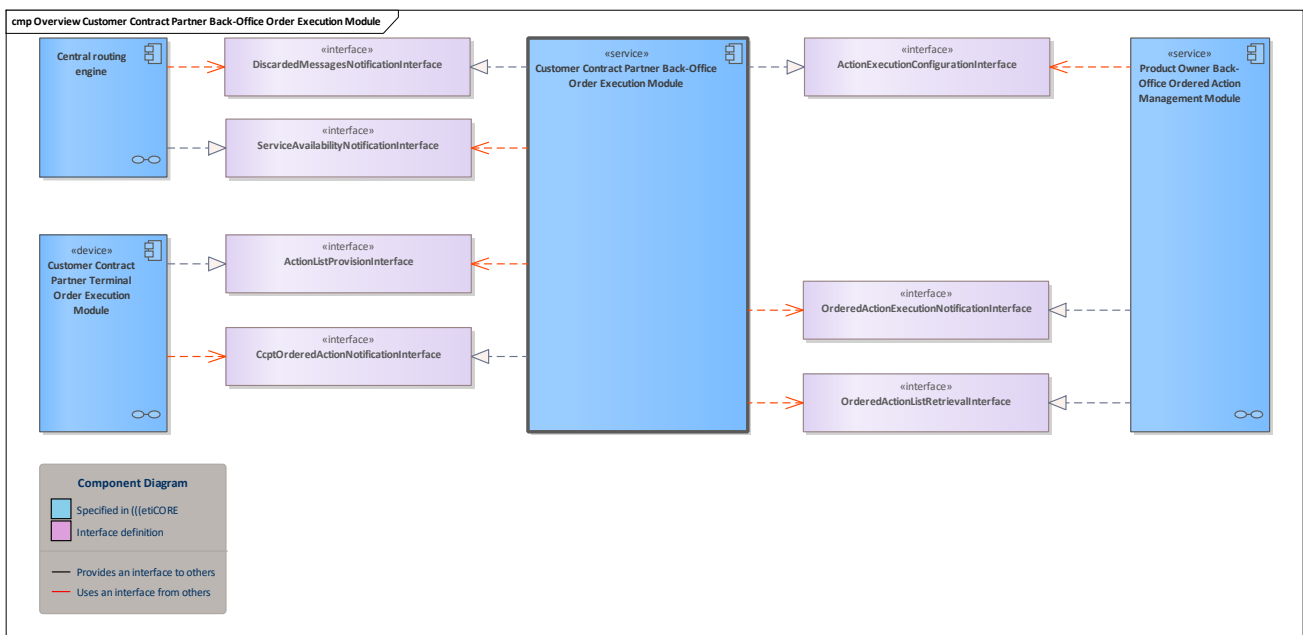 cmp Overview Customer Contract Partner Back-Office Order Execution Module
Central routing
engine
«interface»
DiscardedMessagesNotificationInterface
«service»
Customer Contract Partner Back-Office
Order Execution Module
«interface»
ActionExecutionConfigurationInterface
«service»
Product Owner Back-
Office Ordered Action
Management Module
«interface»
ServiceAvailabilityNotificationInterface
«device»
Customer Contract
Partner Terminal
Order Execution
Module
«interface»
ActionListProvisionInterface
«interface»
OrderedActionExecutionNotificationInterface
«interface»
CcptOrderedActionNotificationInterface
«interface»
OrderedActionListRetrievalInterface
Component Diagram
Specified in (((etiCORE
Interface definition
Provides an interface to others
Uses an interface from others